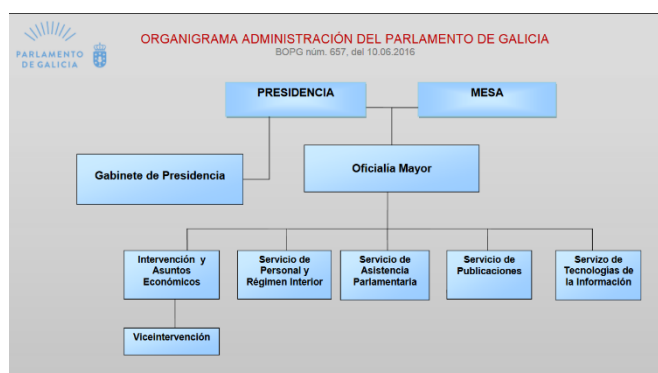 PARLAMENTO
DE GALICIA
ORGANIGRAMA ADMINISTRACIÓN DEL PARLAMENTO DE GALICIA
BOPG núm. 657, del 10.06.2016
PRESIDENCIA
MESA
Gabinete de Presidencia
Oficialía Mayor
Intervención y
Asuntos
Económicos
Servicio de
Personal y
Régimen Interior
Servicio de
Asistencia
Parlamentaria
Servicio de
Publicaciones
Servizo de
Tecnologías de
la Información
Viceintervención